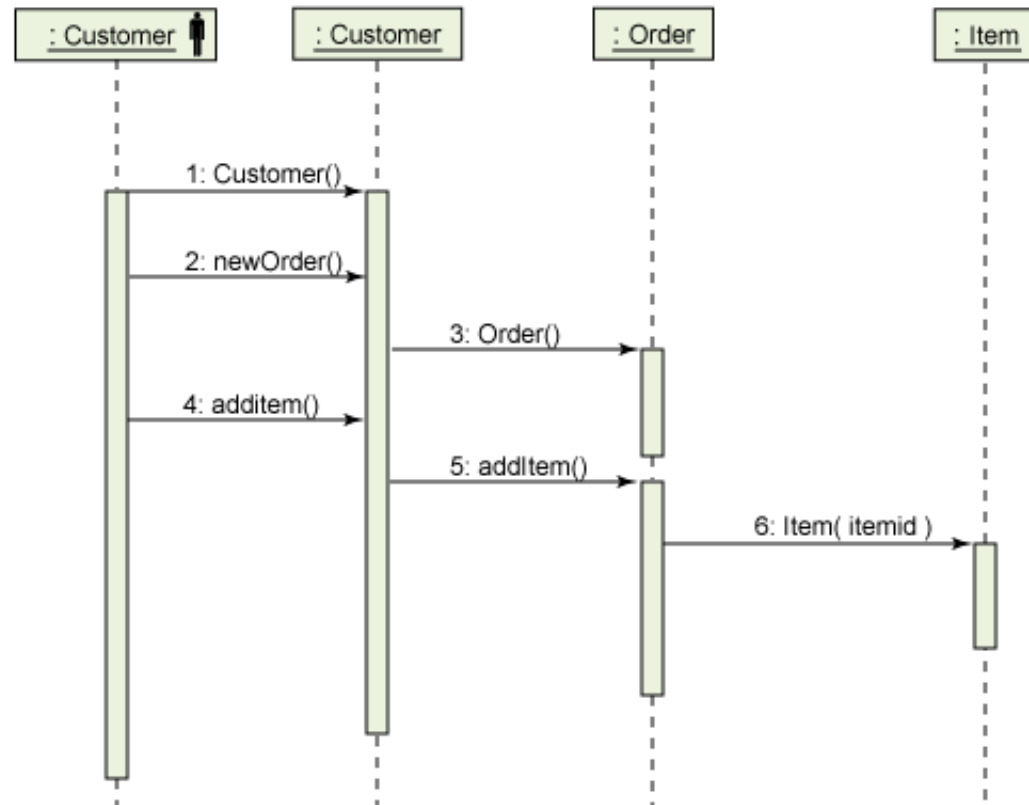 : Customer
: Customer
: Order
: Item
1: Customer()
2: newOrder()
3: Order()
4: additem()
5: addItem()
6: Item( itemid )